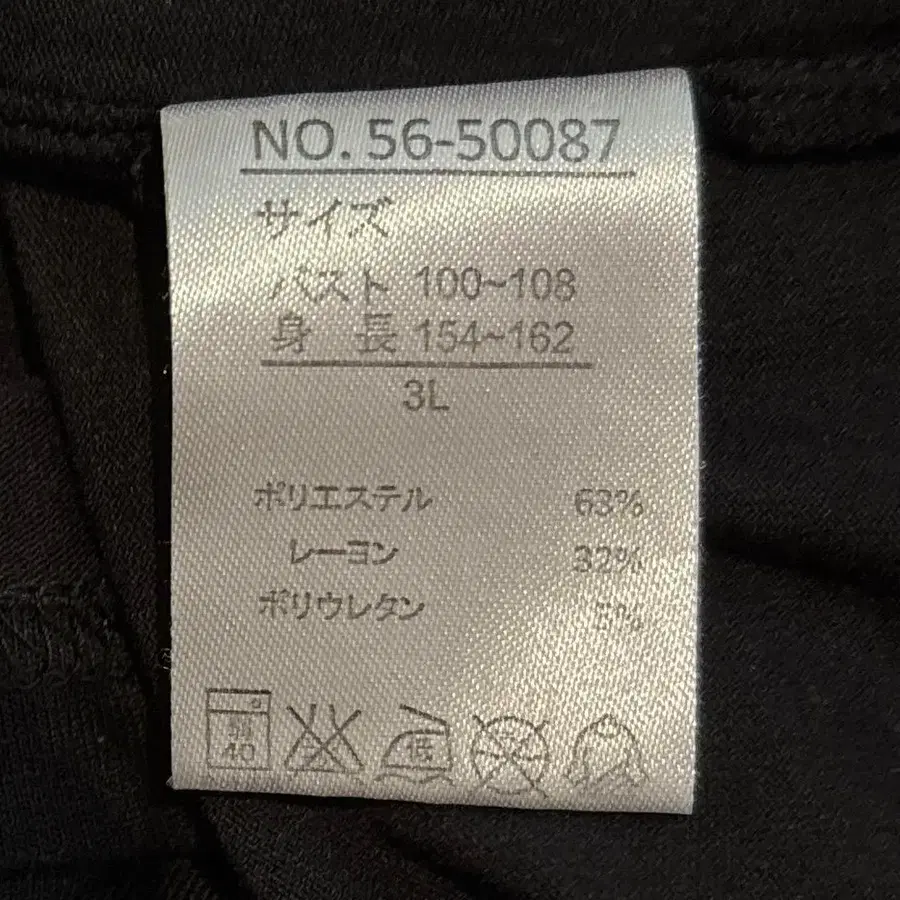 NO. 56-50087
サイズ
バスト 100~108
身 長 154~162
3L
ポリエステル 63%
レーヨン 32%
ポリウレタン 5%
40 低